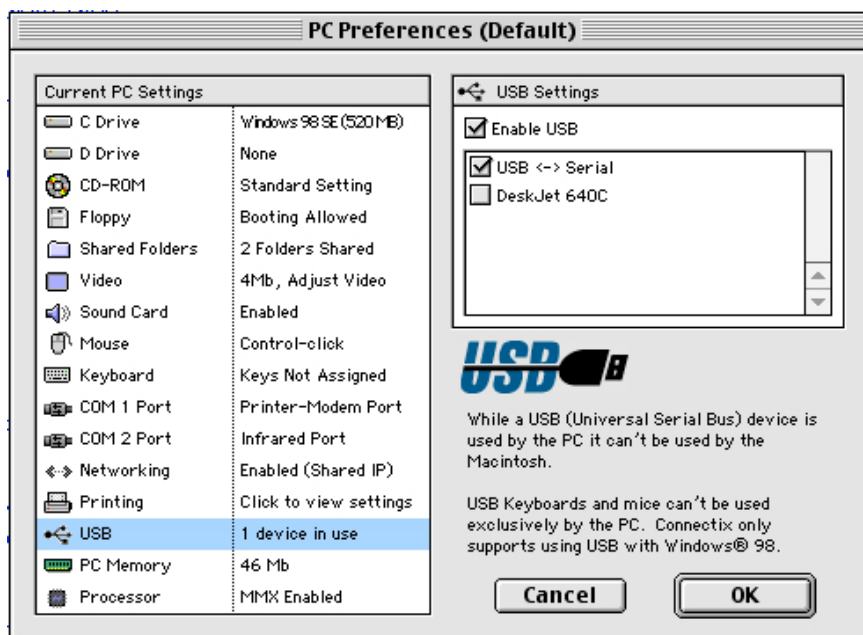 PC Preferences (Default)
Current PC Settings
C Drive Windows 98 SE (520 MB)
D Drive None
CD-ROM Standard Setting
Floppy Booting Allowed
Shared Folders 2 Folders Shared
Video 4Mb, Adjust Video
Sound Card Enabled
Mouse Control-click
Keyboard Keys Not Assigned
COM 1 Port Printer-Modem Port
COM 2 Port Infrared Port
Networking Enabled (Shared IP)
Printing Click to view settings
USB 1 device in use
PC Memory 46 Mb
Processor MMX Enabled
USB Settings
Enable USB
USB <-> Serial
DeskJet 640C
USB
While a USB (Universal Serial Bus) device is
used by the PC it can't be used by the
Macintosh.
USB Keyboards and mice can't be used
exclusively by the PC. Connectix only
supports using USB with Windows® 98.
Cancel
OK